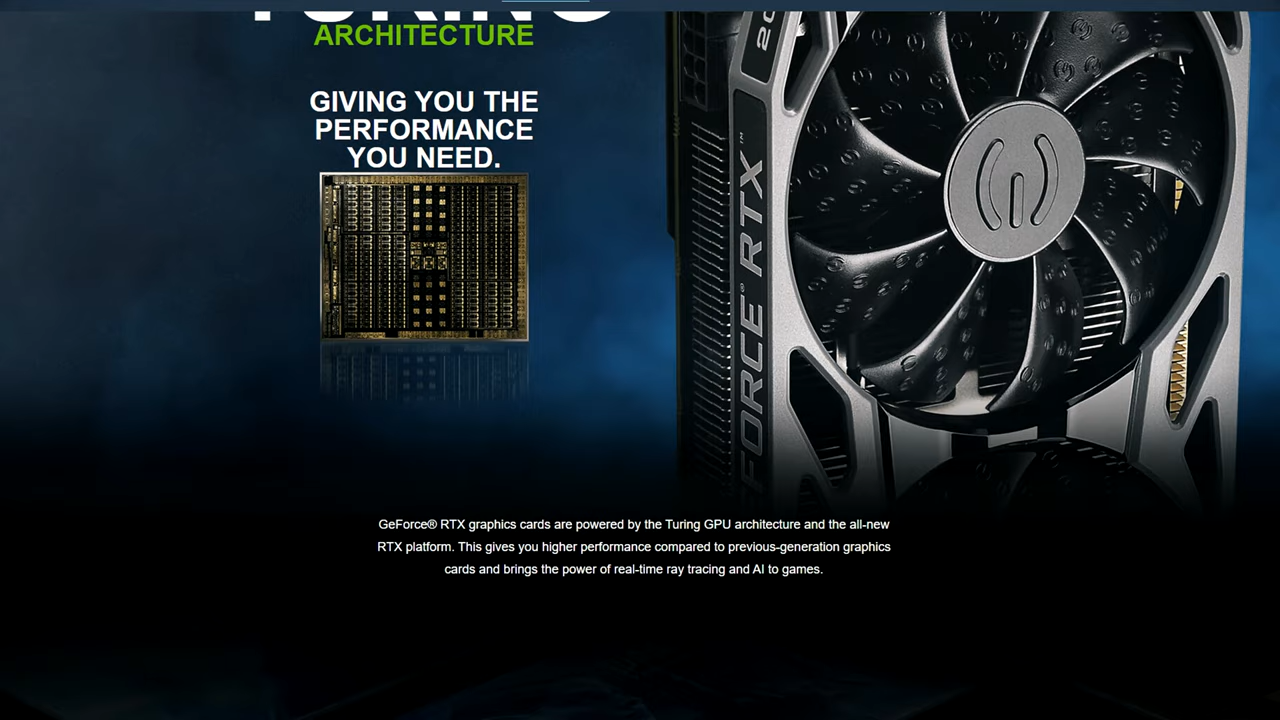 TURING
ARCHITECTURE
GIVING YOU THE
PERFORMANCE
YOU NEED.
GEFORCE® RTX™
GeForce® RTX graphics cards are powered by the Turing GPU architecture and the all-new
RTX platform. This gives you higher performance compared to previous-generation graphics
cards and brings the power of real-time ray tracing and AI to games.